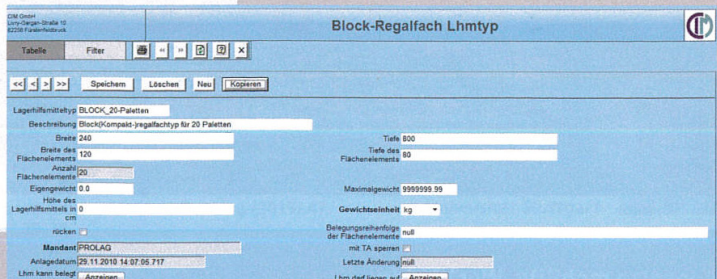 CIM GmbH
Livry-Gargan-Straße 10
82256 Fürstenfeldbruck
Block-Regalfach Lhmtyp
Tabelle Filter
<< < > >> Speichern Löschen Neu Kopieren
Lagerhilfsmitteltyp BLOCK_20-Paletten
Beschreibung Block(Kompakt-)regalfachtyp für 20 Paletten
Breite 240 Tiefe 800
Breite des Flächenelements 120 Tiefe des Flächenelements 80
Anzahl Flächenelemente 20
Eigengewicht 0.0 Maximalgewicht 9999999.99
Höhe des Lagerhilfsmittels in cm 0 Gewichtseinheit kg
rücken Belegungsreihenfolge der Flächenelemente null
Mandant PROLAG mit TA sperren
Anlagedatum 29.11.2010 14:07:05.717 Letzte Änderung null
Lhm kann belegt Anzeigen Lhm darf liegen auf Anzeigen